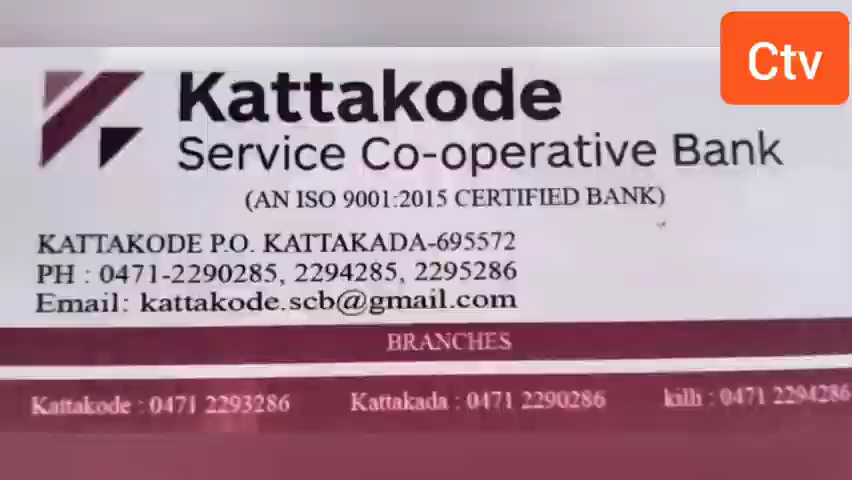 Ctv
Kattakode
Service Co-operative Bank
(AN ISO 9001:2015 CERTIFIED BANK)
KATTAKODE P.O. KATTAKADA-695572
PH : 0471-2290285, 2294285, 2295286
Email: kattakode.scb@gmail.com
BRANCHES
Kattakode : 0471 2293286 Kattakada : 0471 2290286 killi : 0471 2294286